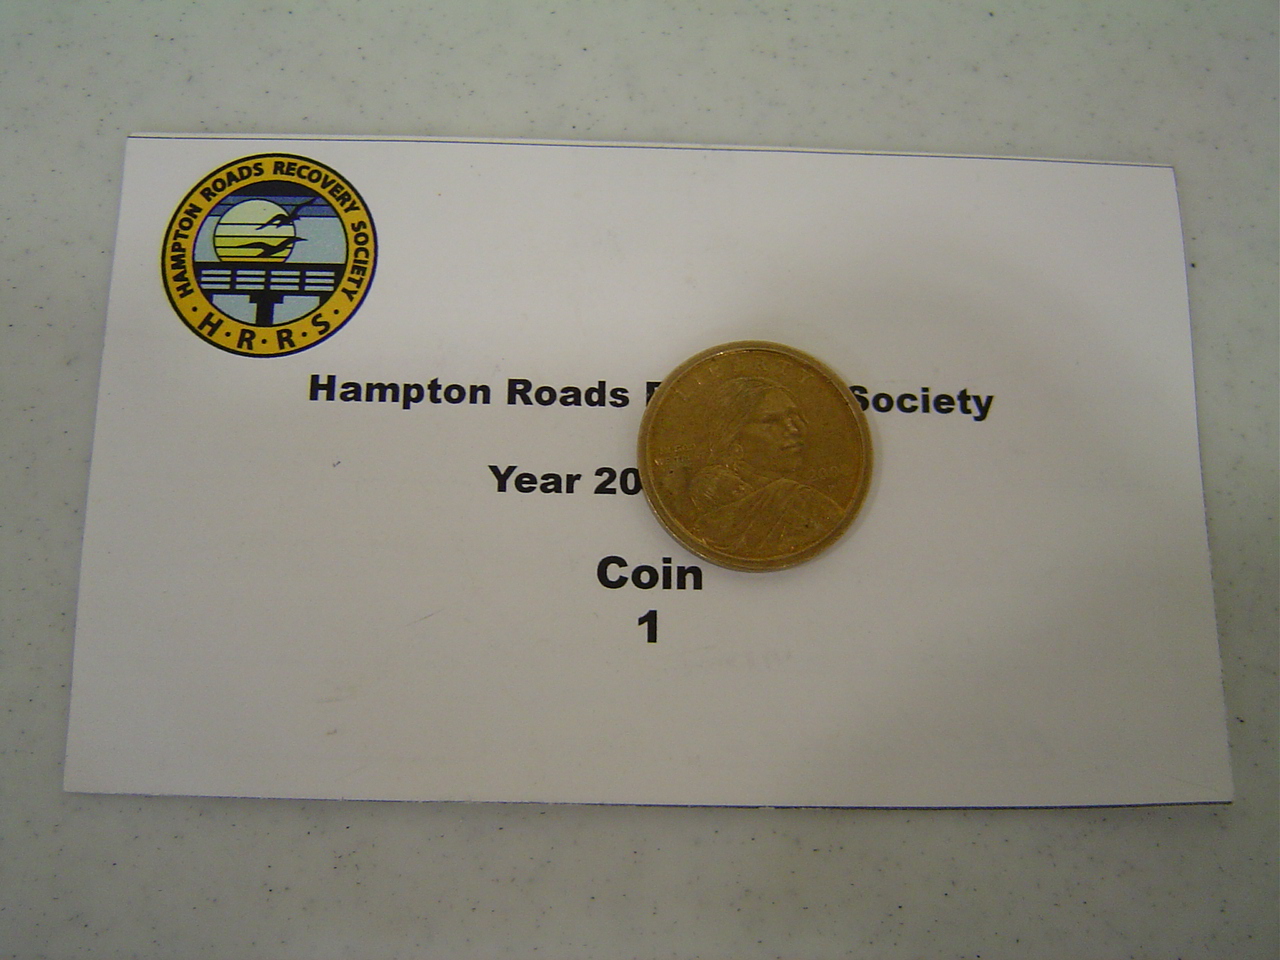 HAMPTON ROADS RECOVERY SOCIETY
· H · R · R · S ·
Hampton Roads Society
Year 20
Coin
1
LIBERTY